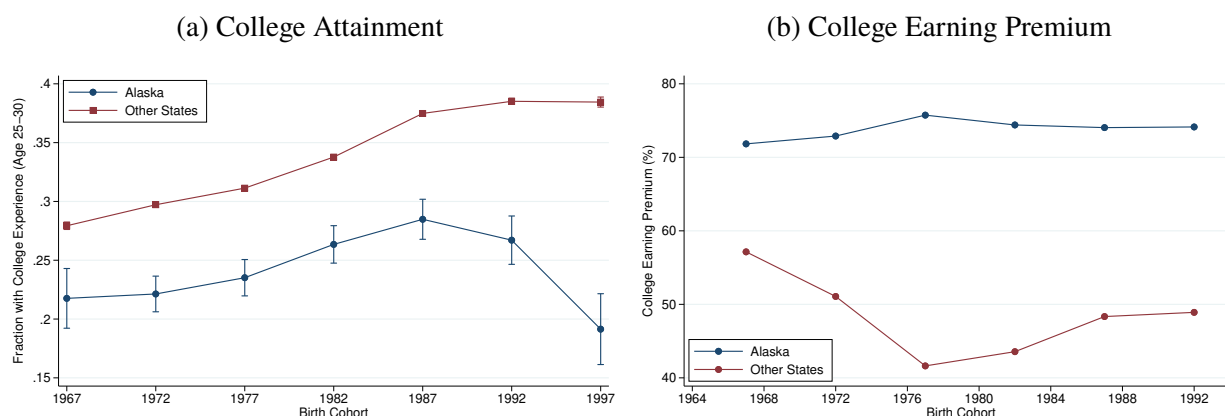 (a) College Attainment
Fraction with College Experience (Age 25–30)
.4
.35
.3
.25
.2
.15
Alaska
Other States
1967 1972 1977 1982 1987 1992 1997
Birth Cohort
(b) College Earning Premium
College Earning Premium (%)
80
70
60
50
40
Alaska
Other States
1964 1968 1972 1976 1980 1984 1988 1992
Birth Cohort